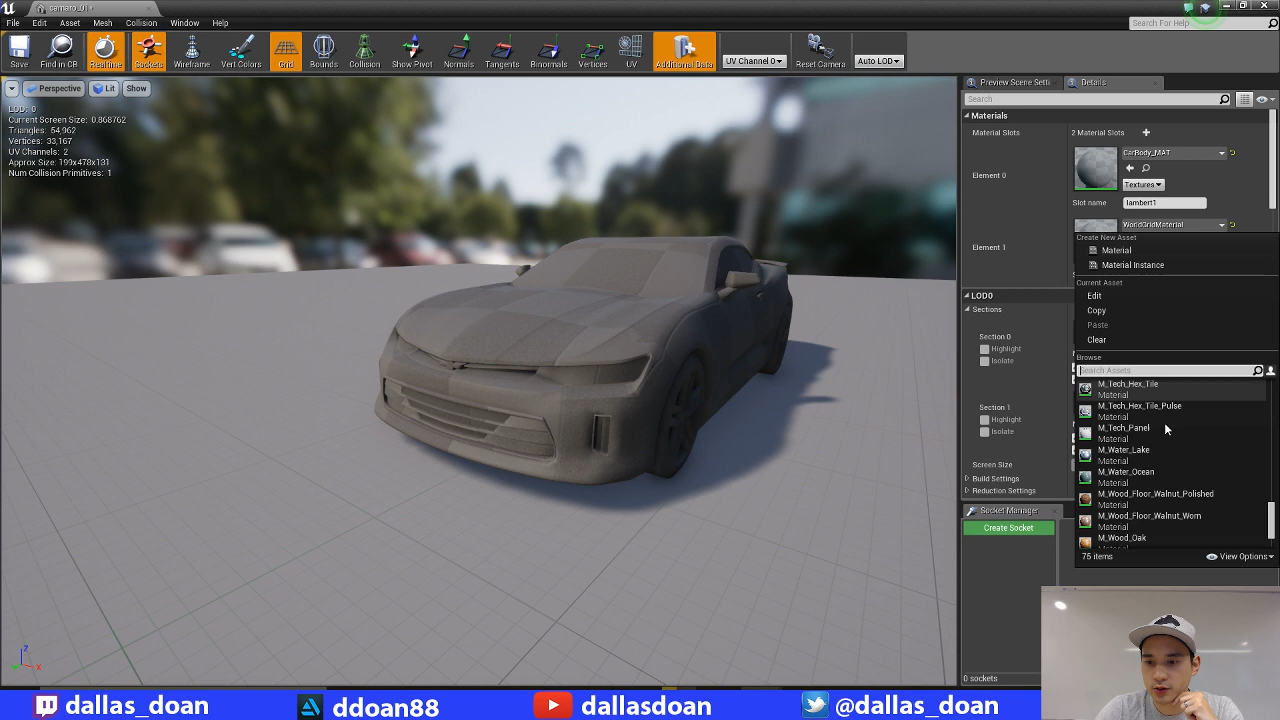 camaro_01*
File Edit Asset Mesh Collision Window Help
Search For Help
Save Find in CB Realtime Sockets Wireframe Vert Colors Grid Bounds Collision Show Pivot Normals Tangents Binormals Vertices UV Additional Data UV Channel 0 Reset Camera Auto LOD
Perspective Lit Show
LOD: 0
Current Screen Size: 0.868762
Triangles: 54,962
Vertices: 33,167
UV Channels: 2
Approx Size: 199x478x131
Num Collision Primitives: 1
Preview Scene Setti Details
Search
Materials
Material Slots 2 Material Slots
Element 0 CarBody_MAT
Textures
Slot name lambert1
Element 1 WorldGridMaterial
Create New Asset
Material
Material Instance
Current Asset
Edit
Copy
Paste
Clear
Browse
Search Assets
M_Tech_Hex_Tile
Material
M_Tech_Hex_Tile_Pulse
Material
M_Tech_Panel
Material
M_Water_Lake
Material
M_Water_Ocean
Material
M_Wood_Floor_Walnut_Polished
Material
M_Wood_Floor_Walnut_Worn
Material
M_Wood_Oak
75 items View Options
LOD0
Sections
Section 0
Highlight
Isolate
Section 1
Highlight
Isolate
Screen Size
Build Settings
Reduction Settings
Socket Manager
Create Socket
0 sockets
dallas_doan ddoan88 dallasdoan @dallas_doan